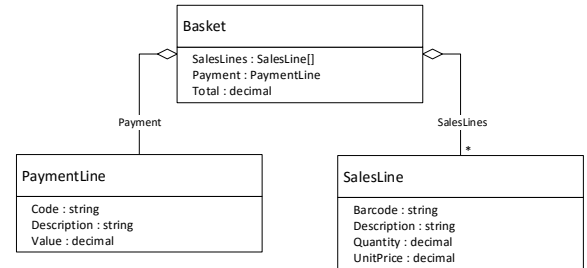 Basket
SalesLines : SalesLine[]
Payment : PaymentLine
Total : decimal
Payment
SalesLines
*
PaymentLine
Code : string
Description : string
Value : decimal
SalesLine
Barcode : string
Description : string
Quantity : decimal
UnitPrice : decimal